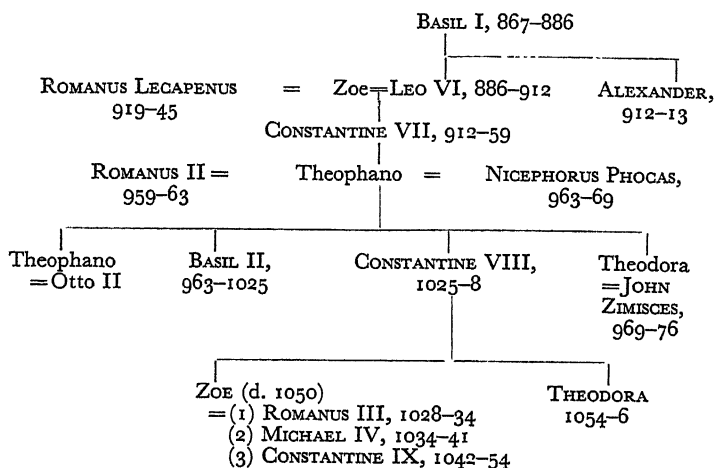 BASIL I, 867–886
ROMANUS LECAPENUS = Zoe=LEO VI, 886–912 ALEXANDER,
919–45 912–13
CONSTANTINE VII, 912–59
ROMANUS II= Theophano = NICEPHORUS PHOCAS,
959–63 963–69
Theophano BASIL II, CONSTANTINE VIII, Theodora
=Otto II 963–1025 1025–8 =JOHN
ZIMISCES,
969–76
ZOE (d. 1050) THEODORA
=(1) ROMANUS III, 1028–34 1054–6
(2) MICHAEL IV, 1034–41
(3) CONSTANTINE IX, 1042–54